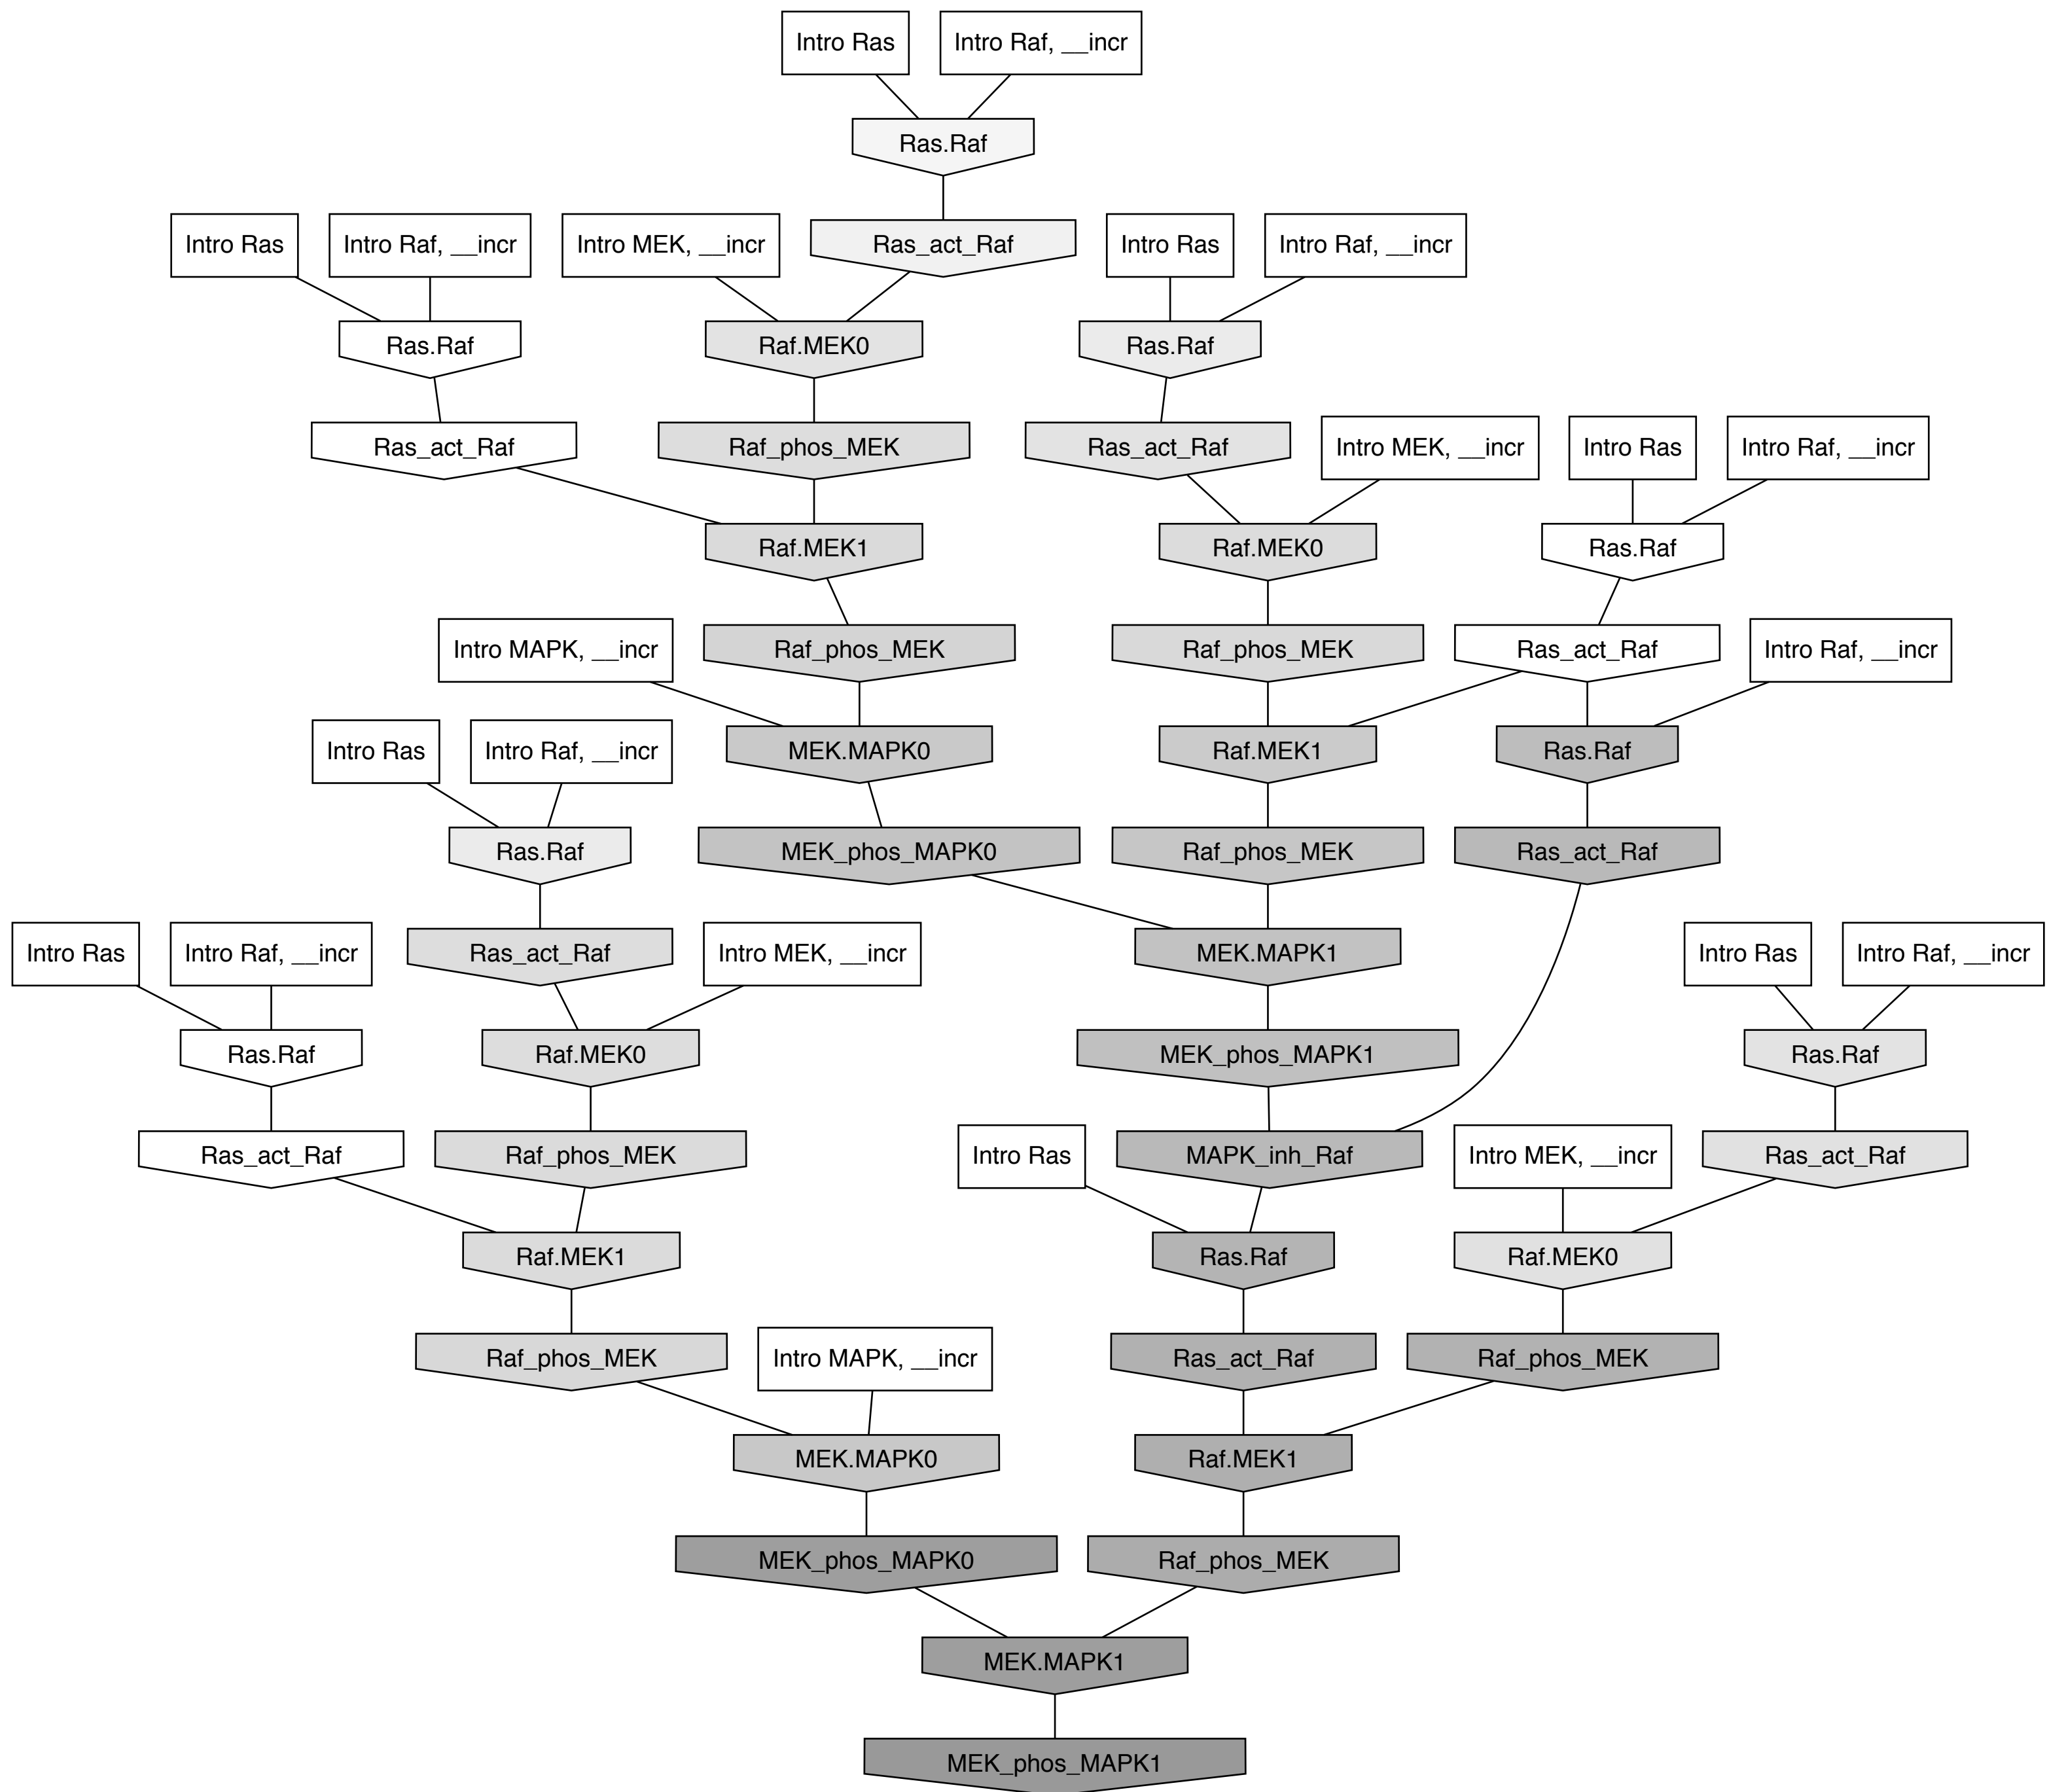 Intro Ras
Intro Raf, __incr
Ras.Raf
Intro Ras
Intro Raf, __incr
Intro MEK, __incr
Ras_act_Raf
Intro Ras
Intro Raf, __incr
Ras.Raf
Raf.MEK0
Ras.Raf
Ras_act_Raf
Raf_phos_MEK
Ras_act_Raf
Intro MEK, __incr
Intro Ras
Intro Raf, __incr
Raf.MEK1
Raf.MEK0
Ras.Raf
Intro MAPK, __incr
Raf_phos_MEK
Raf_phos_MEK
Ras_act_Raf
Intro Raf, __incr
Intro Ras
Intro Raf, __incr
MEK.MAPK0
Raf.MEK1
Ras.Raf
Ras.Raf
MEK_phos_MAPK0
Raf_phos_MEK
Ras_act_Raf
Intro Ras
Intro Raf, __incr
Ras_act_Raf
Intro MEK, __incr
MEK.MAPK1
Intro Ras
Intro Raf, __incr
Ras.Raf
Raf.MEK0
MEK_phos_MAPK1
Ras.Raf
Ras_act_Raf
Raf_phos_MEK
Intro Ras
MAPK_inh_Raf
Intro MEK, __incr
Ras_act_Raf
Raf.MEK1
Ras.Raf
Raf.MEK0
Raf_phos_MEK
Intro MAPK, __incr
Ras_act_Raf
Raf_phos_MEK
MEK.MAPK0
Raf.MEK1
MEK_phos_MAPK0
Raf_phos_MEK
MEK.MAPK1
MEK_phos_MAPK1